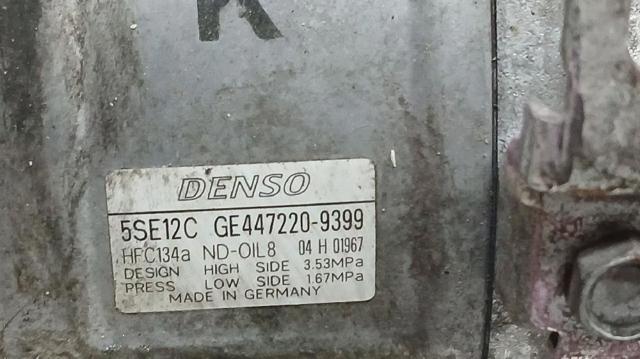 K
DENSO
5SE12C GE447220-9399
HFC134a ND-OIL8 04 H 01967
DESIGN HIGH SIDE 3.53MPa
PRESS LOW SIDE 1.67MPa
MADE IN GERMANY